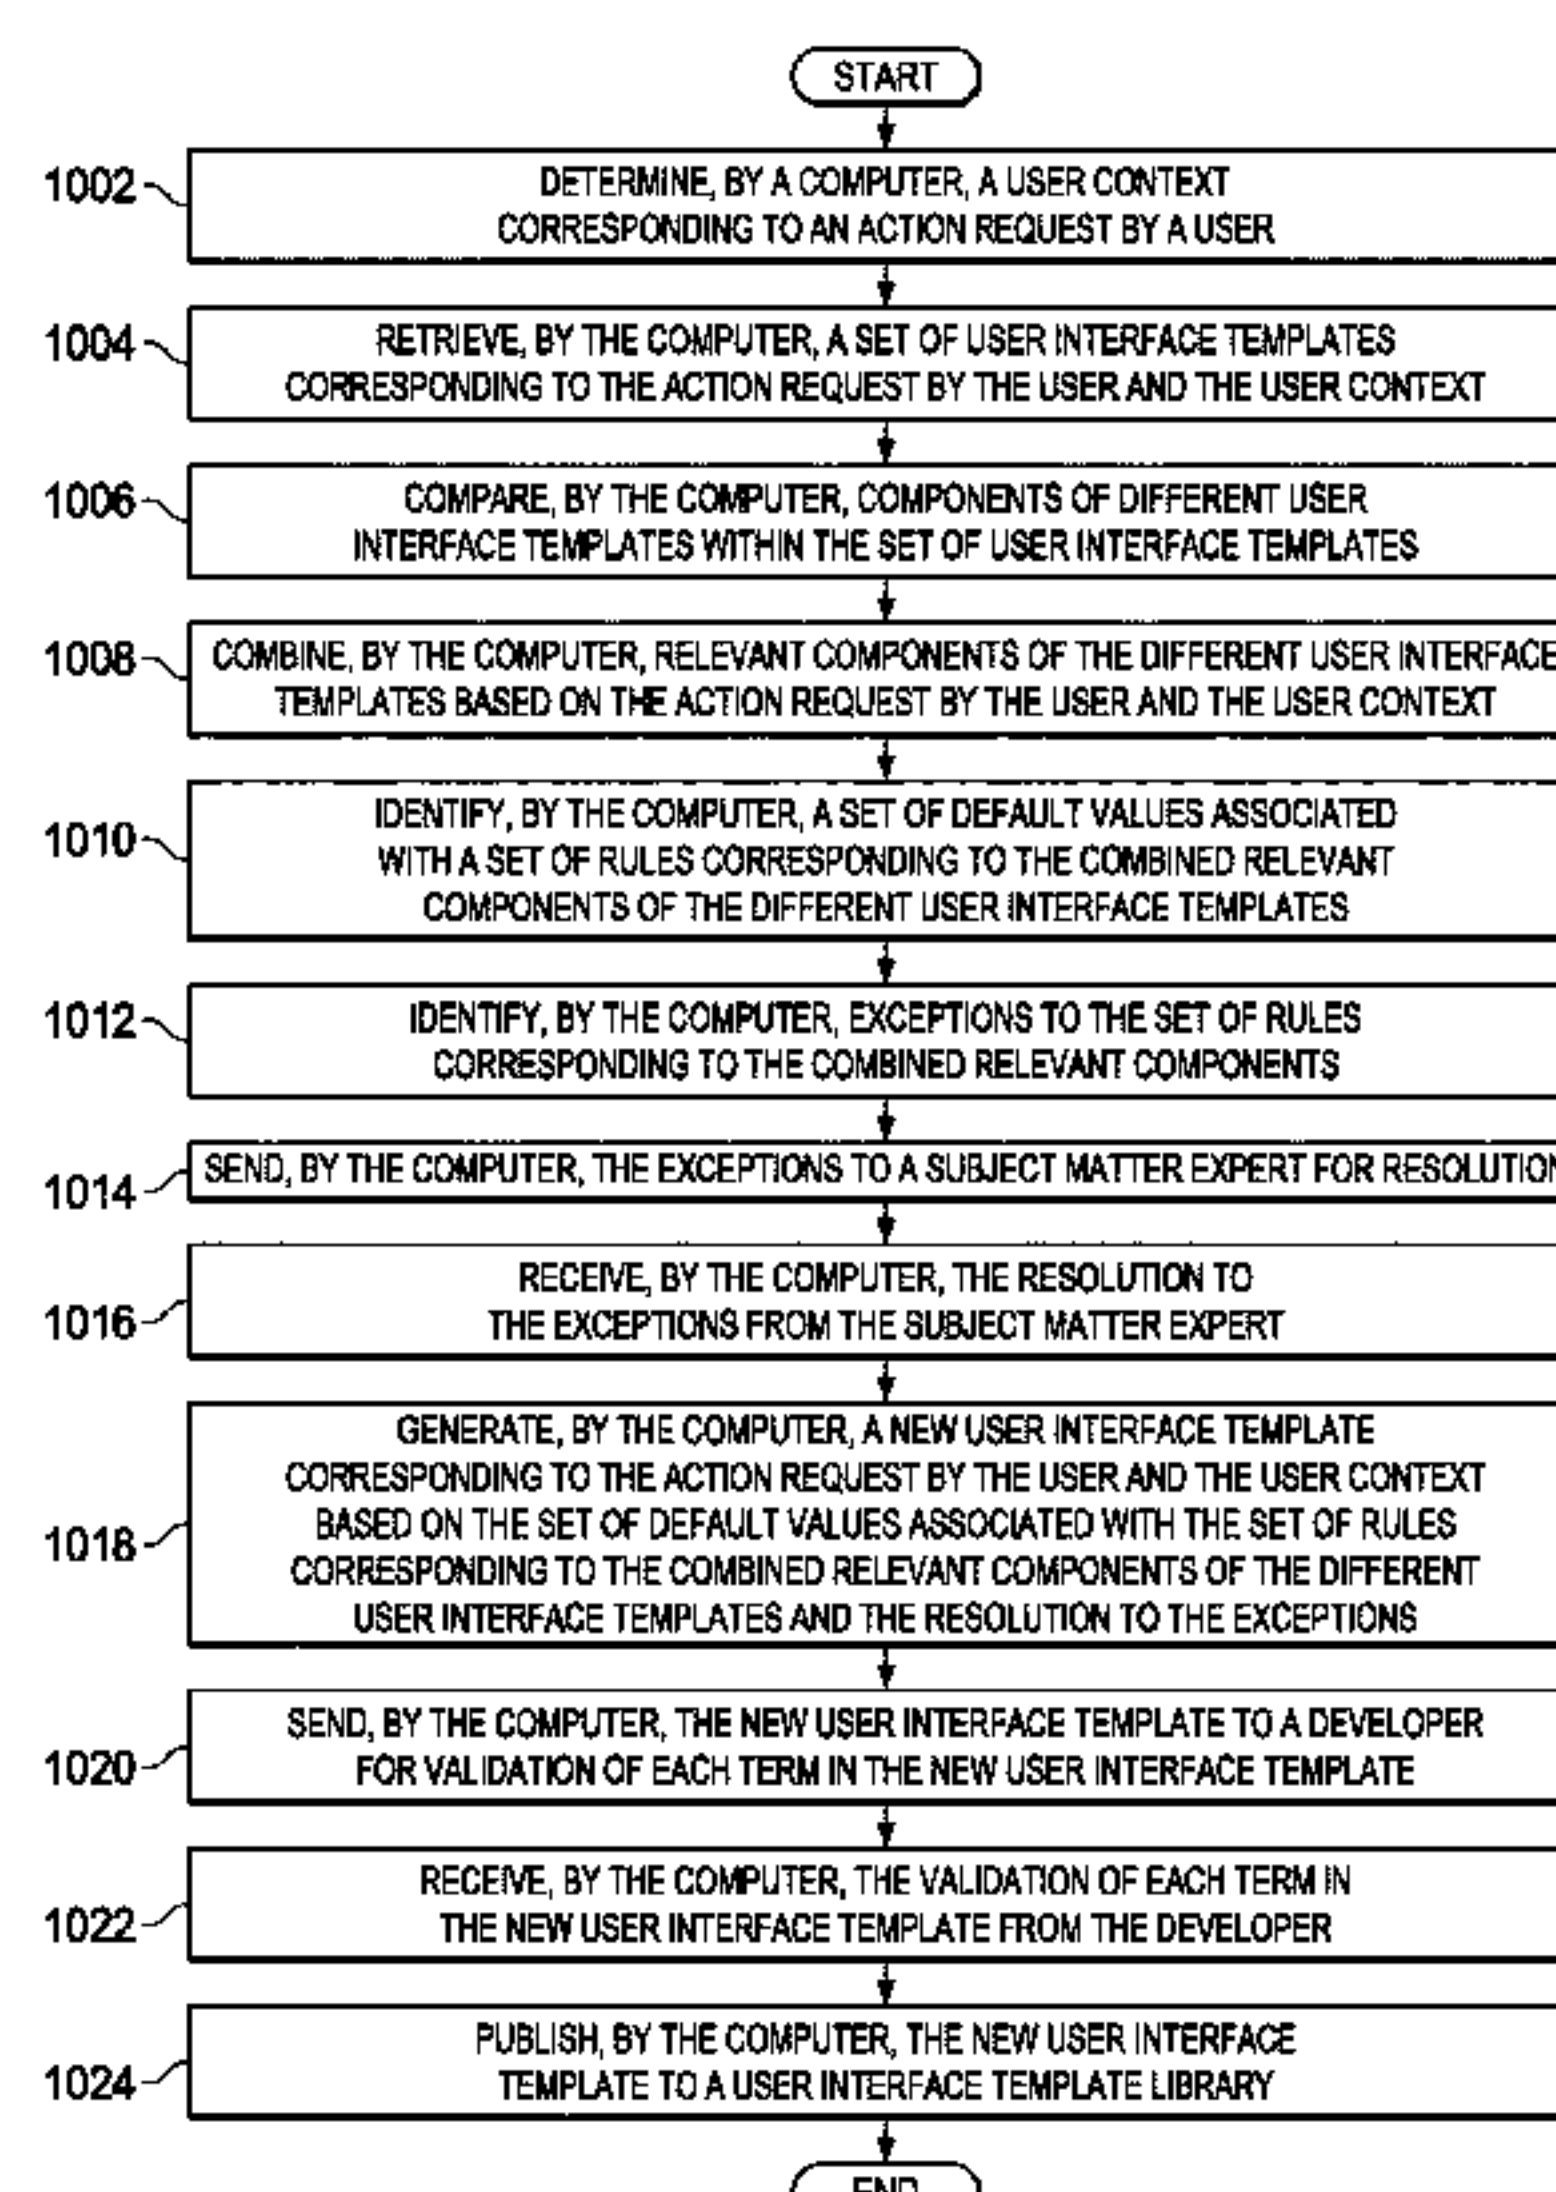 START
1002
DETERMINE, BY A COMPUTER, A USER CONTEXT
CORRESPONDING TO AN ACTION REQUEST BY A USER
1004
RETRIEVE, BY THE COMPUTER, A SET OF USER INTERFACE TEMPLATES
CORRESPONDING TO THE ACTION REQUEST BY THE USER AND THE USER CONTEXT
1006
COMPARE, BY THE COMPUTER, COMPONENTS OF DIFFERENT USER
INTERFACE TEMPLATES WITHIN THE SET OF USER INTERFACE TEMPLATES
1008
COMBINE, BY THE COMPUTER, RELEVANT COMPONENTS OF THE DIFFERENT USER INTERFACE
TEMPLATES BASED ON THE ACTION REQUEST BY THE USER AND THE USER CONTEXT
1010
IDENTIFY, BY THE COMPUTER, A SET OF DEFAULT VALUES ASSOCIATED
WITH A SET OF RULES CORRESPONDING TO THE COMBINED RELEVANT
COMPONENTS OF THE DIFFERENT USER INTERFACE TEMPLATES
1012
IDENTIFY, BY THE COMPUTER, EXCEPTIONS TO THE SET OF RULES
CORRESPONDING TO THE COMBINED RELEVANT COMPONENTS
1014
SEND, BY THE COMPUTER, THE EXCEPTIONS TO A SUBJECT MATTER EXPERT FOR RESOLUTION
1016
RECEIVE, BY THE COMPUTER, THE RESOLUTION TO
THE EXCEPTIONS FROM THE SUBJECT MATTER EXPERT
1018
GENERATE, BY THE COMPUTER, A NEW USER INTERFACE TEMPLATE
CORRESPONDING TO THE ACTION REQUEST BY THE USER AND THE USER CONTEXT
BASED ON THE SET OF DEFAULT VALUES ASSOCIATED WITH THE SET OF RULES
CORRESPONDING TO THE COMBINED RELEVANT COMPONENTS OF THE DIFFERENT
USER INTERFACE TEMPLATES AND THE RESOLUTION TO THE EXCEPTIONS
1020
SEND, BY THE COMPUTER, THE NEW USER INTERFACE TEMPLATE TO A DEVELOPER
FOR VALIDATION OF EACH TERM IN THE NEW USER INTERFACE TEMPLATE
1022
RECEIVE, BY THE COMPUTER, THE VALIDATION OF EACH TERM IN
THE NEW USER INTERFACE TEMPLATE FROM THE DEVELOPER
1024
PUBLISH, BY THE COMPUTER, THE NEW USER INTERFACE
TEMPLATE TO A USER INTERFACE TEMPLATE LIBRARY
END